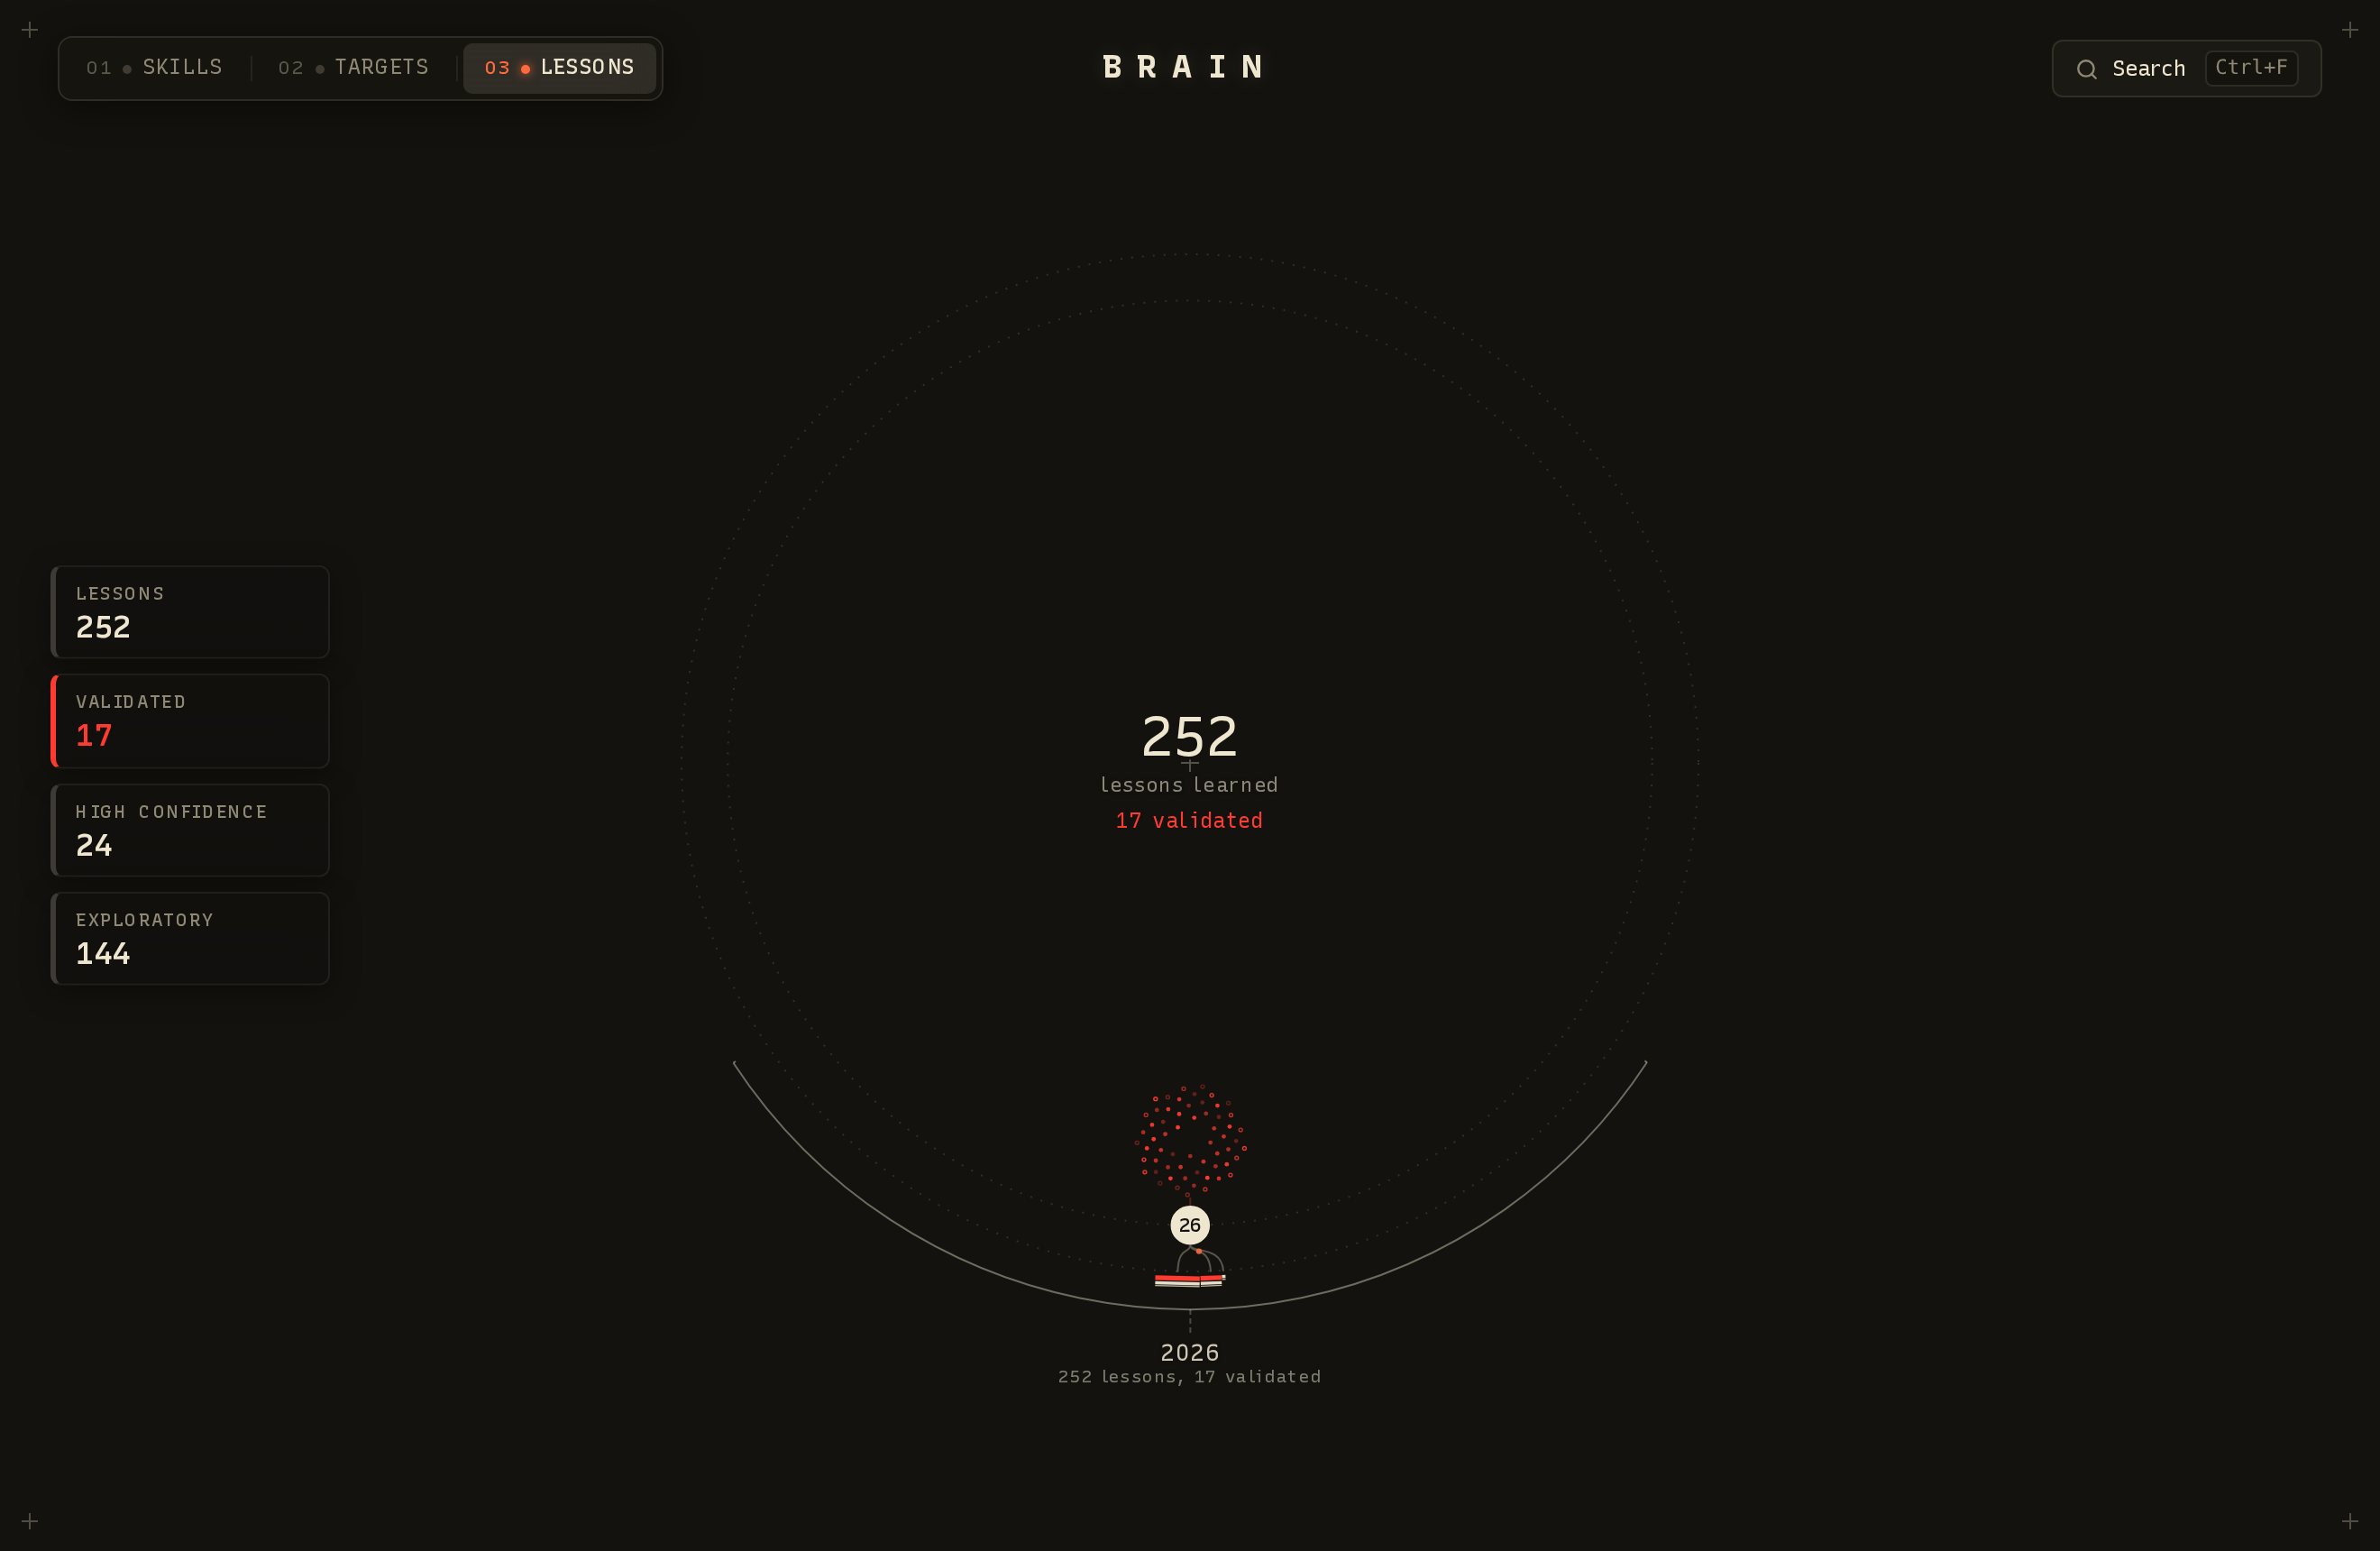 01 SKILLS
02 TARGETS
03 LESSONS
BRAIN
Search Ctrl+F
LESSONS
252
VALIDATED
17
HIGH CONFIDENCE
24
EXPLORATORY
144
252
lessons learned
17 validated
26
2026
252 lessons, 17 validated